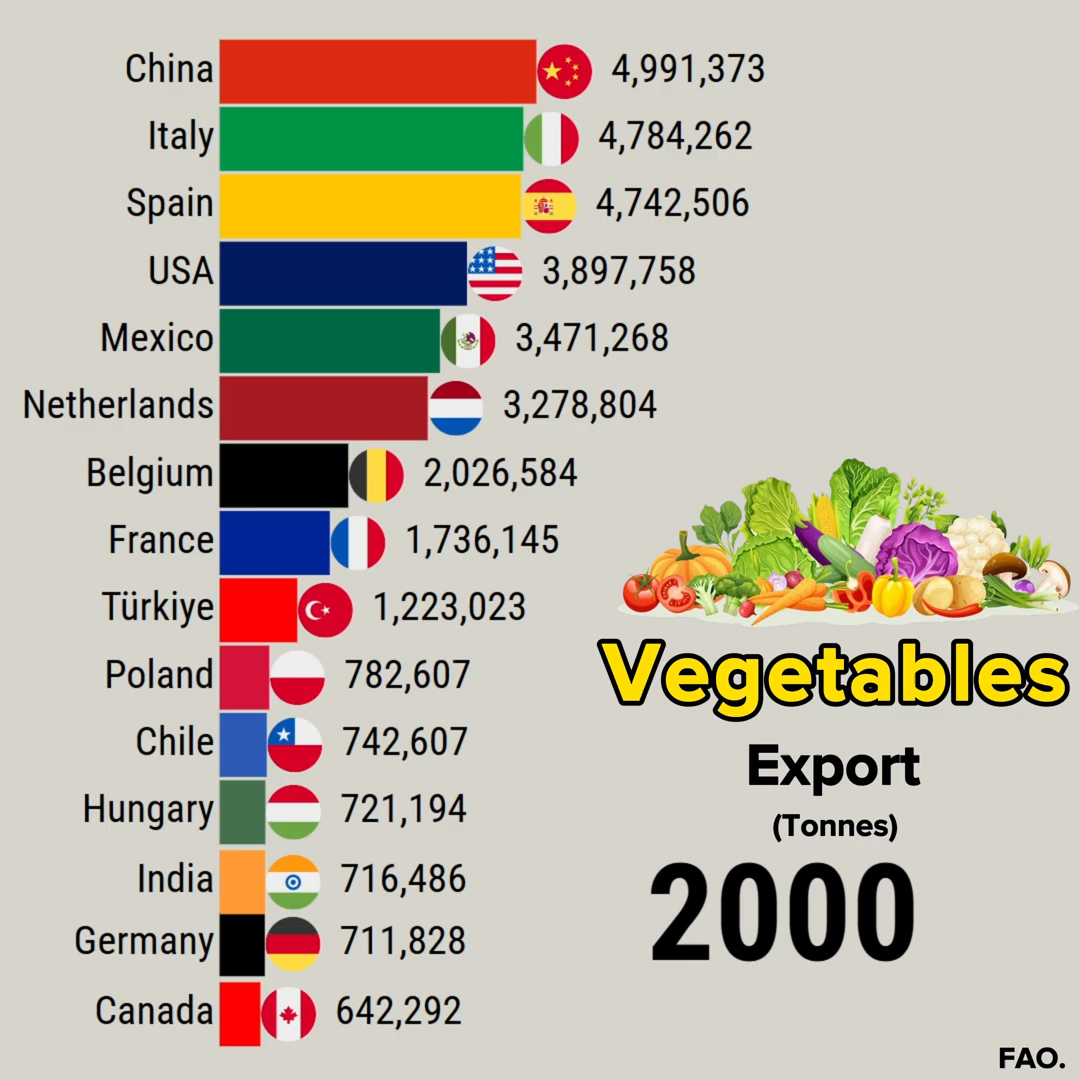 China 4,991,373
Italy 4,784,262
Spain 4,742,506
USA 3,897,758
Mexico 3,471,268
Netherlands 3,278,804
Belgium 2,026,584
France 1,736,145
Türkiye 1,223,023
Poland 782,607
Chile 742,607
Hungary 721,194
India 716,486
Germany 711,828
Canada 642,292
Vegetables
Export
(Tonnes)
2000
FAO.